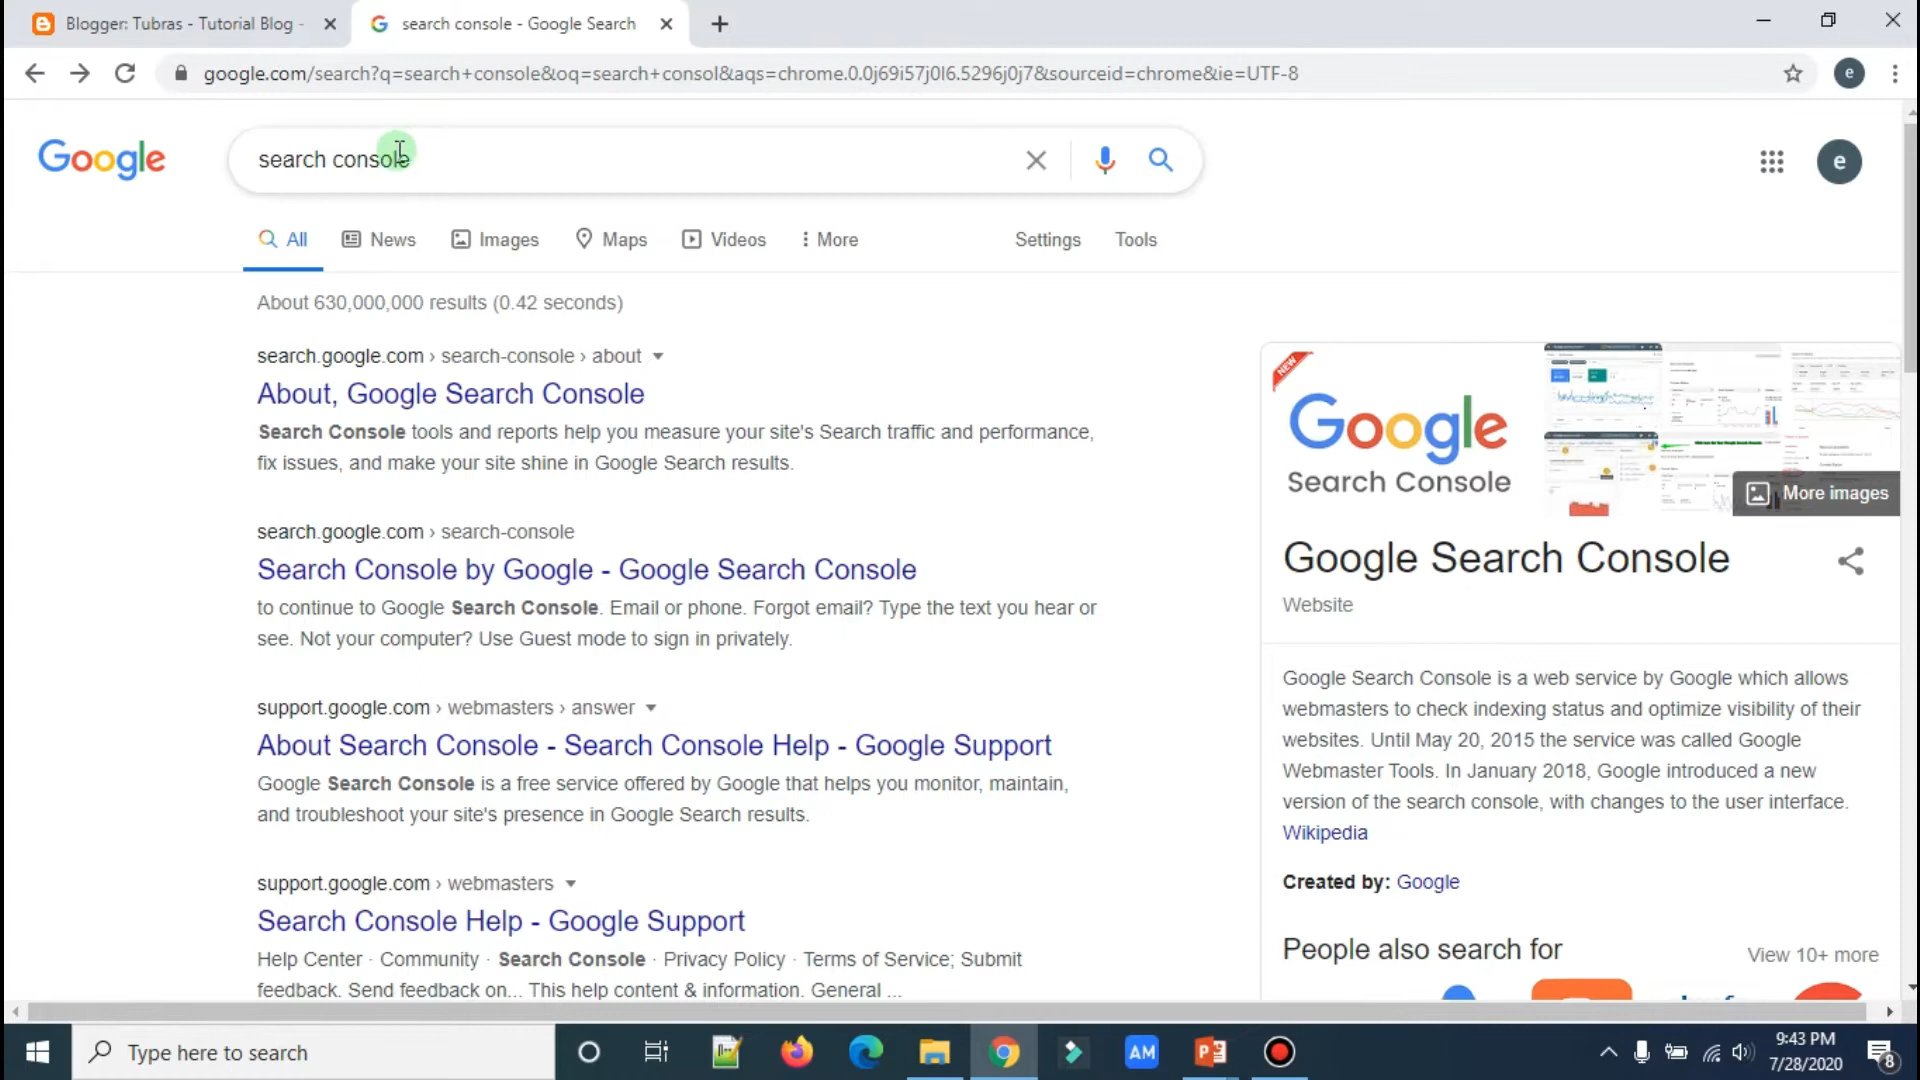 Blogger: Tubras - Tutorial Blog -
search console - Google Search
google.com/search?q=search+console&oq=search+consol&aqs=chrome.0.0j69i57j0l6.5296j0j7&sourceid=chrome&ie=UTF-8
e
Google
search console
e
All
News
Images
Maps
Videos
More
Settings
Tools
About 630,000,000 results (0.42 seconds)
search.google.com › search-console › about
About, Google Search Console
Search Console tools and reports help you measure your site's Search traffic and performance,
fix issues, and make your site shine in Google Search results.
search.google.com › search-console
Search Console by Google - Google Search Console
to continue to Google Search Console. Email or phone. Forgot email? Type the text you hear or
see. Not your computer? Use Guest mode to sign in privately.
support.google.com › webmasters › answer
About Search Console - Search Console Help - Google Support
Google Search Console is a free service offered by Google that helps you monitor, maintain,
and troubleshoot your site's presence in Google Search results.
support.google.com › webmasters
Search Console Help - Google Support
Help Center · Community · Search Console · Privacy Policy · Terms of Service; Submit
feedback. Send feedback on... This help content & information. General ...
NEW
Google
Search Console
More images
Google Search Console
Website
Google Search Console is a web service by Google which allows
webmasters to check indexing status and optimize visibility of their
websites. Until May 20, 2015 the service was called Google
Webmaster Tools. In January 2018, Google introduced a new
version of the search console, with changes to the user interface.
Wikipedia
Created by: Google
People also search for
View 10+ more
Type here to search
AM
9:43 PM
7/28/2020
8